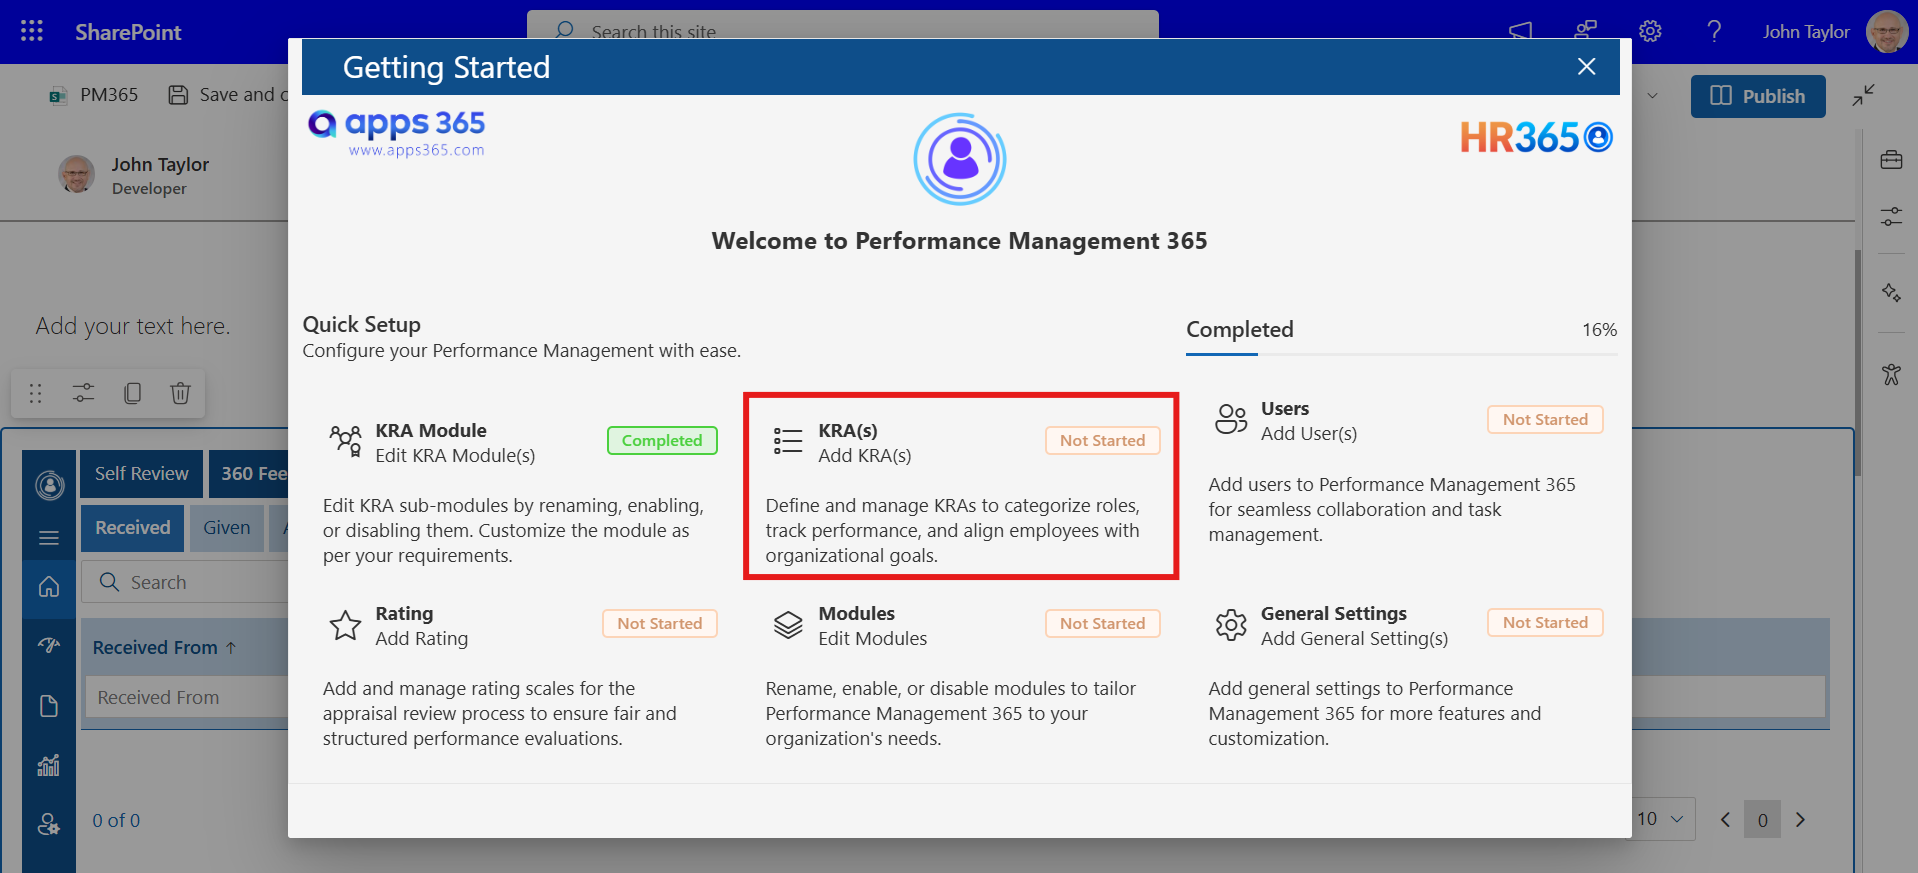 SharePoint
Search this site
John Taylor
Getting Started
PM365
Save and c
Publish
apps 365
www.apps365.com
HR365
John Taylor
Developer
Welcome to Performance Management 365
Add your text here.
Quick Setup
Configure your Performance Management with ease.
Completed
16%
KRA Module
Edit KRA Module(s)
Completed
Edit KRA sub-modules by renaming, enabling,
or disabling them. Customize the module as
per your requirements.
KRA(s)
Add KRA(s)
Not Started
Define and manage KRAs to categorize roles,
track performance, and align employees with
organizational goals.
Users
Add User(s)
Not Started
Add users to Performance Management 365
for seamless collaboration and task
management.
Rating
Add Rating
Not Started
Add and manage rating scales for the
appraisal review process to ensure fair and
structured performance evaluations.
Modules
Edit Modules
Not Started
Rename, enable, or disable modules to tailor
Performance Management 365 to your
organization's needs.
General Settings
Add General Setting(s)
Not Started
Add general settings to Performance
Management 365 for more features and
customization.
Self Review
360 Fee
Received
Given
Search
Received From ↑
Received From
0 of 0
10
0